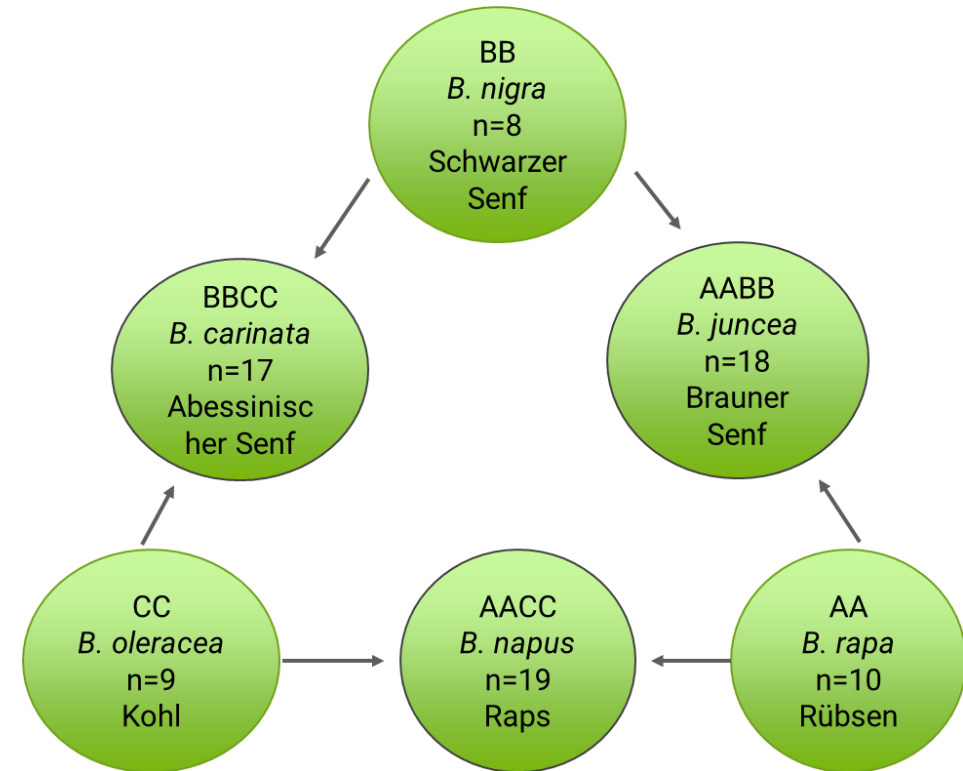 BB
B. nigra
n=8
Schwarzer
Senf
BBCC
B. carinata
n=17
Abessinisc
her Senf
AABB
B. juncea
n=18
Brauner
Senf
CC
B. oleracea
n=9
Kohl
AACC
B. napus
n=19
Raps
AA
B. rapa
n=10
Rübsen